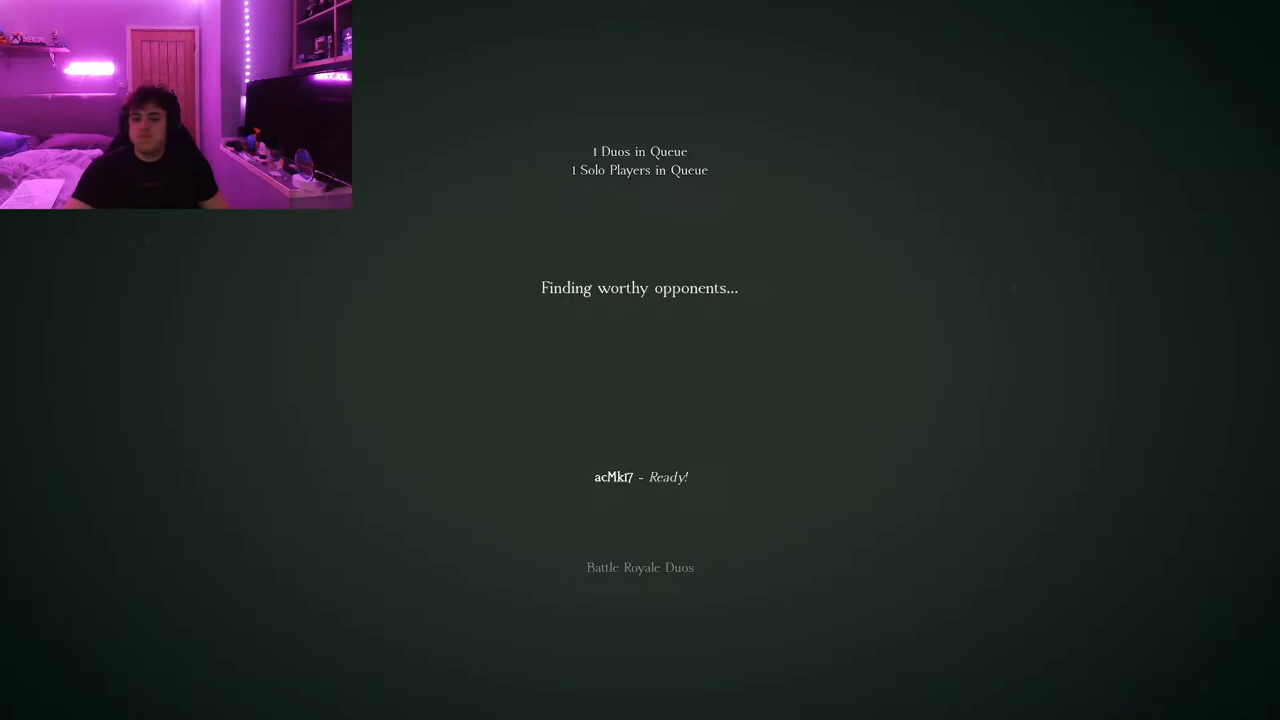 1 Duos in Queue
1 Solo Players in Queue
Finding worthy opponents...
acMk17 - Ready!
Battle Royale Duos